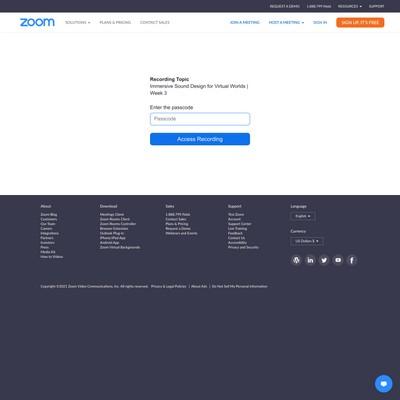 REQUEST A DEMO 1.888.799.9666 RESOURCES SUPPORT
zoom SOLUTIONS PLANS & PRICING CONTACT SALES JOIN A MEETING HOST A MEETING SIGN IN SIGN UP, IT'S FREE
Recording Topic
Immersive Sound Design for Virtual Worlds |
Week 3
Enter the passcode
Passcode
Access Recording
About
Zoom Blog
Customers
Our Team
Careers
Integrations
Partners
Investors
Press
Media Kit
How to Videos
Download
Meetings Client
Zoom Rooms Client
Zoom Rooms Controller
Browser Extension
Outlook Plug-in
iPhone/iPad App
Android App
Zoom Virtual Backgrounds
Sales
1.888.799.9666
Contact Sales
Plans & Pricing
Request a Demo
Webinars and Events
Support
Test Zoom
Account
Support Center
Live Training
Feedback
Contact Us
Accessibility
Privacy and Security
Language
English
Currency
US Dollars $
Copyright ©2021 Zoom Video Communications, Inc. All rights reserved. Privacy & Legal Policies | About Ads | Do Not Sell My Personal Information